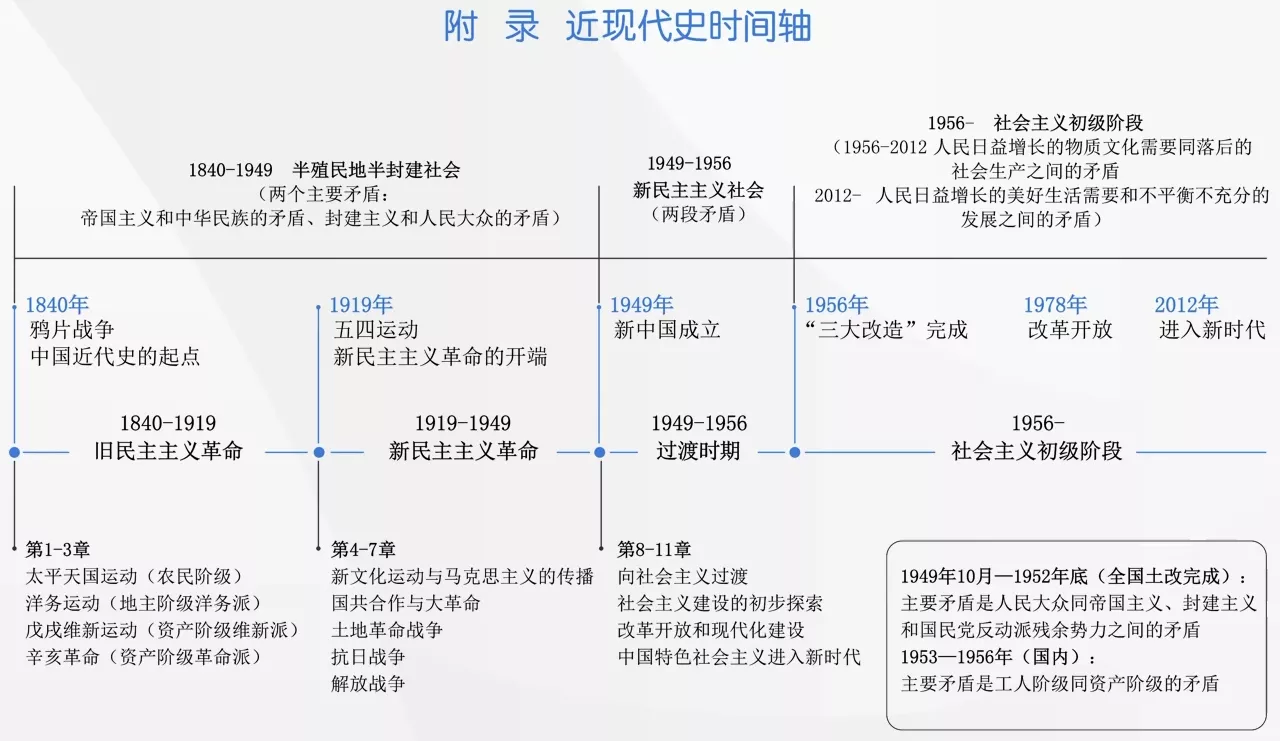 附 录 近现代史时间轴
1840-1949 半殖民地半封建社会
（两个主要矛盾：
帝国主义和中华民族的矛盾、封建主义和人民大众的矛盾）
1949-1956
新民主主义社会
（两段矛盾）
1956- 社会主义初级阶段
（1956-2012 人民日益增长的物质文化需要同落后的
社会生产之间的矛盾
2012- 人民日益增长的美好生活需要和不平衡不充分的
发展之间的矛盾）
1840年
鸦片战争
中国近代史的起点
1919年
五四运动
新民主主义革命的开端
1949年
新中国成立
1956年
“三大改造”完成
1978年
改革开放
2012年
进入新时代
1840-1919
旧民主主义革命
1919-1949
新民主主义革命
1949-1956
过渡时期
1956-
社会主义初级阶段
第1-3章
太平天国运动（农民阶级）
洋务运动（地主阶级洋务派）
戊戌维新运动（资产阶级维新派）
辛亥革命（资产阶级革命派）
第4-7章
新文化运动与马克思主义的传播
国共合作与大革命
土地革命战争
抗日战争
解放战争
第8-11章
向社会主义过渡
社会主义建设的初步探索
改革开放和现代化建设
中国特色社会主义进入新时代
1949年10月—1952年底（全国土改完成）：
主要矛盾是人民大众同帝国主义、封建主义
和国民党反动派残余势力之间的矛盾
1953—1956年（国内）：
主要矛盾是工人阶级同资产阶级的矛盾